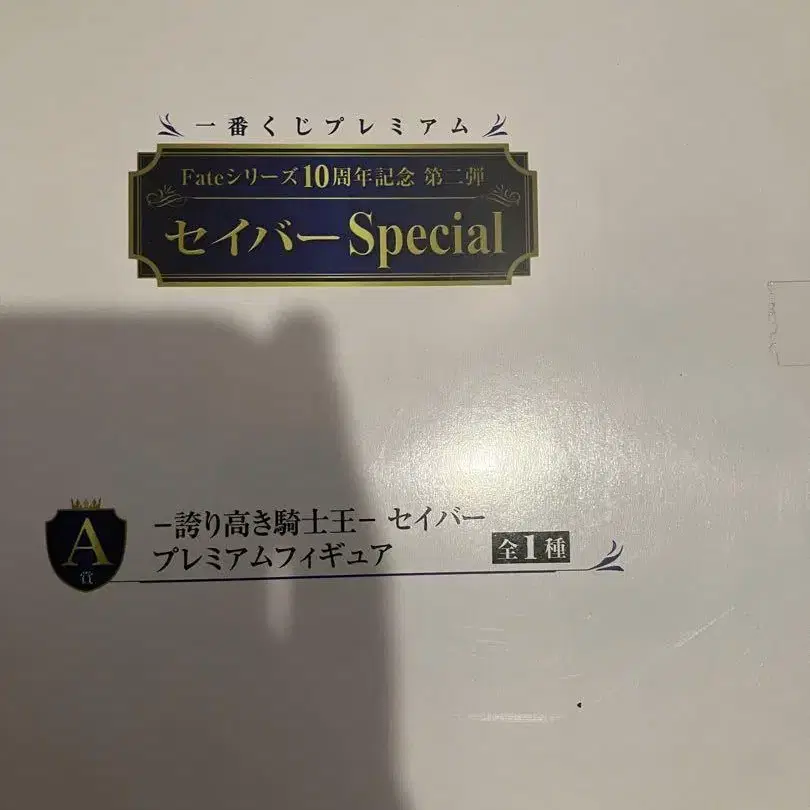 一番くじプレミアム
Fateシリーズ10周年記念 第二弾
セイバーSpecial
A賞
-誇り高き騎士王- セイバー
プレミアムフィギュア 全1種